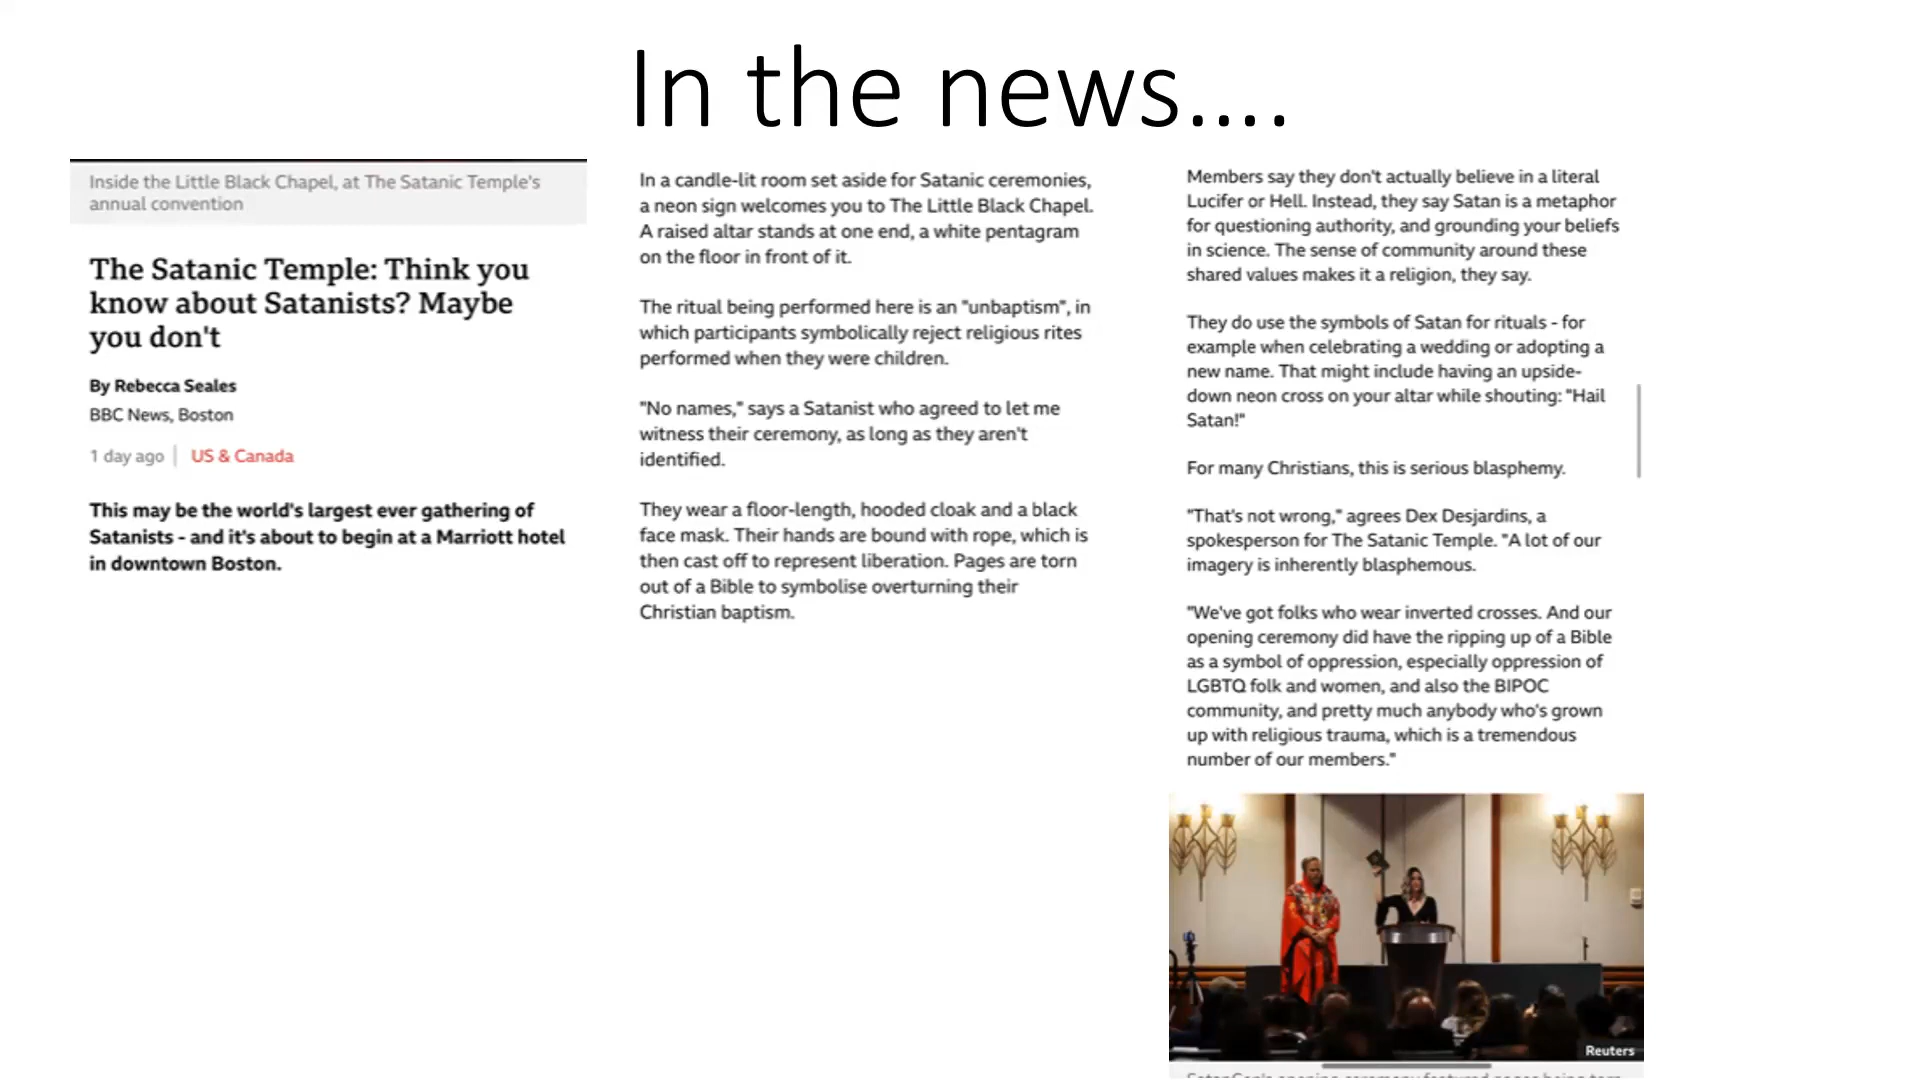 In the news....
Inside the Little Black Chapel, at The Satanic Temple's
annual convention
The Satanic Temple: Think you
know about Satanists? Maybe
you don't
By Rebecca Seales
BBC News, Boston
1 day ago | US & Canada
This may be the world's largest ever gathering of
Satanists - and it's about to begin at a Marriott hotel
in downtown Boston.
In a candle-lit room set aside for Satanic ceremonies,
a neon sign welcomes you to The Little Black Chapel.
A raised altar stands at one end, a white pentagram
on the floor in front of it.
The ritual being performed here is an "unbaptism", in
which participants symbolically reject religious rites
performed when they were children.
"No names," says a Satanist who agreed to let me
witness their ceremony, as long as they aren't
identified.
They wear a floor-length, hooded cloak and a black
face mask. Their hands are bound with rope, which is
then cast off to represent liberation. Pages are torn
out of a Bible to symbolise overturning their
Christian baptism.
Members say they don't actually believe in a literal
Lucifer or Hell. Instead, they say Satan is a metaphor
for questioning authority, and grounding your beliefs
in science. The sense of community around these
shared values makes it a religion, they say.
They do use the symbols of Satan for rituals - for
example when celebrating a wedding or adopting a
new name. That might include having an upside-
down neon cross on your altar while shouting: "Hail
Satan!"
For many Christians, this is serious blasphemy.
"That's not wrong," agrees Dex Desjardins, a
spokesperson for The Satanic Temple. "A lot of our
imagery is inherently blasphemous.
"We've got folks who wear inverted crosses. And our
opening ceremony did have the ripping up of a Bible
as a symbol of oppression, especially oppression of
LGBTQ folk and women, and also the BIPOC
community, and pretty much anybody who's grown
up with religious trauma, which is a tremendous
number of our members."
Reuters